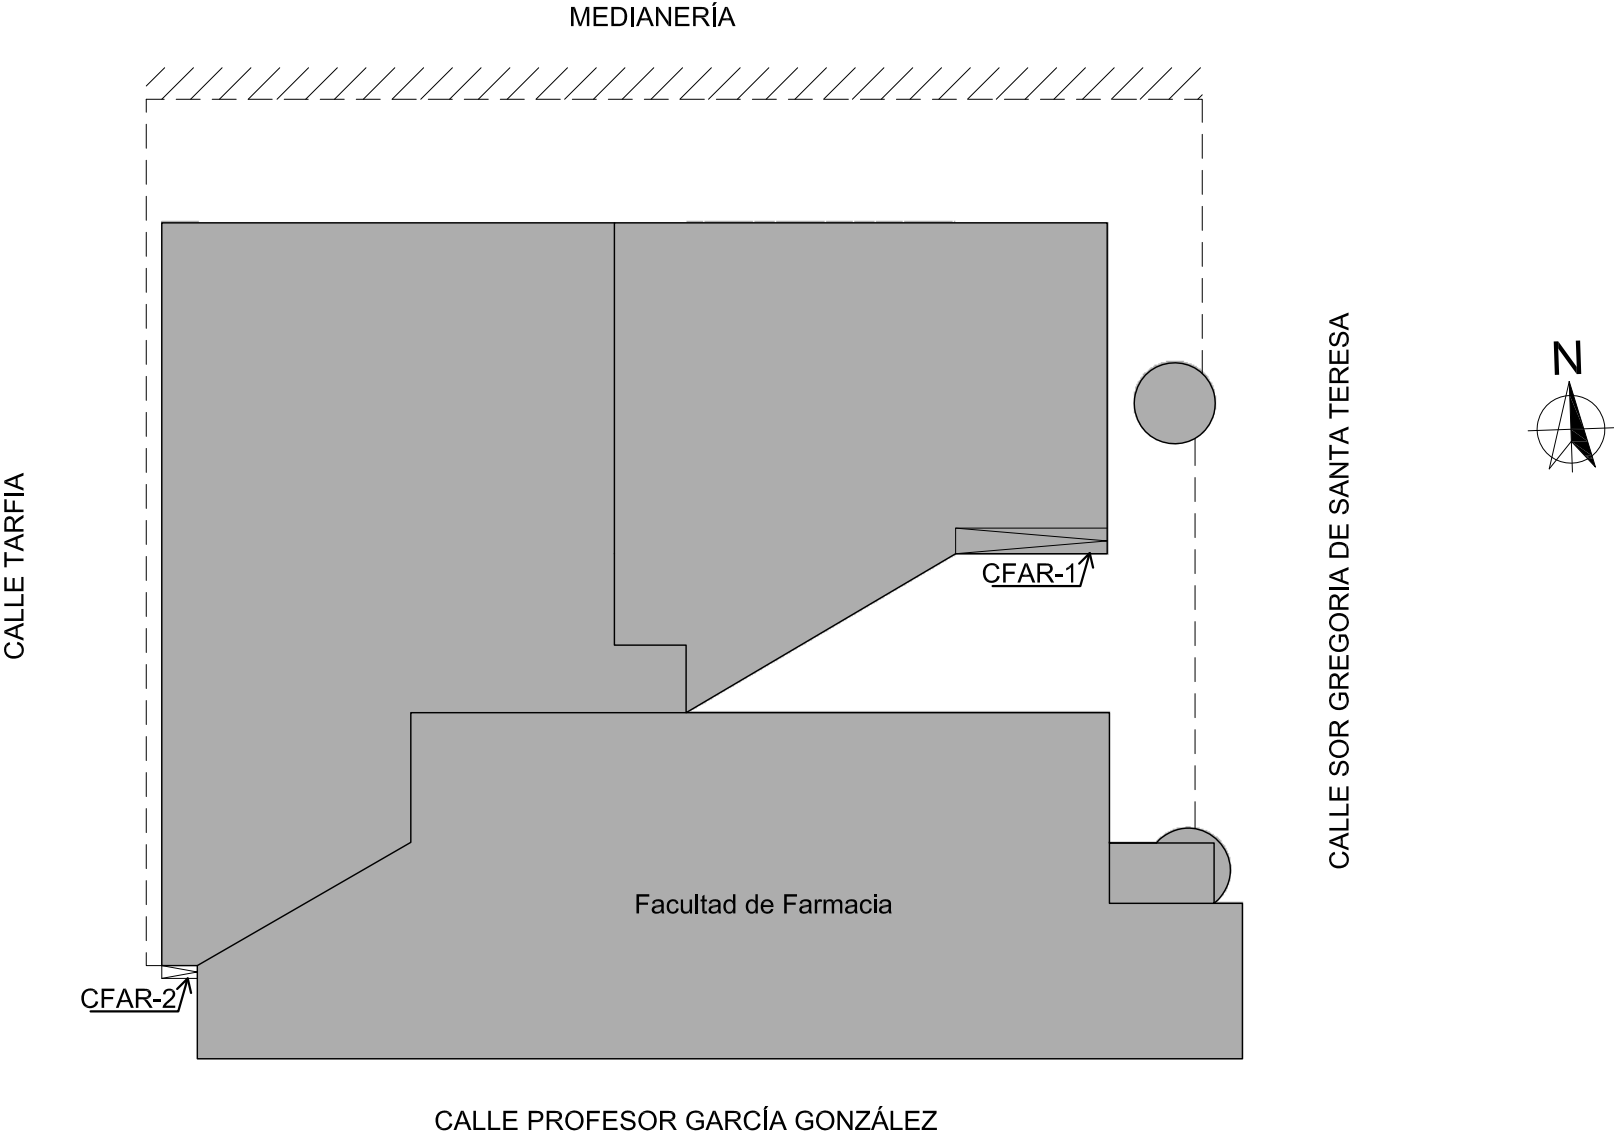 MEDIANERÍA
CALLE TARFIA
CALLE SOR GREGORIA DE SANTA TERESA
N
CFAR-1
Facultad de Farmacia
CFAR-2
CALLE PROFESOR GARCÍA GONZÁLEZ